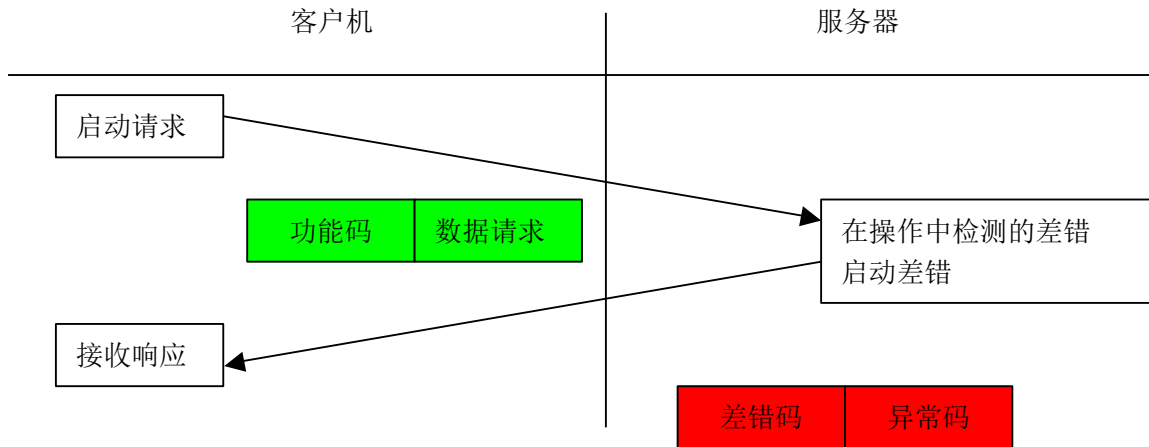 客户机
服务器
启动请求
功能码
数据请求
在操作中检测的差错
启动差错
接收响应
差错码
异常码